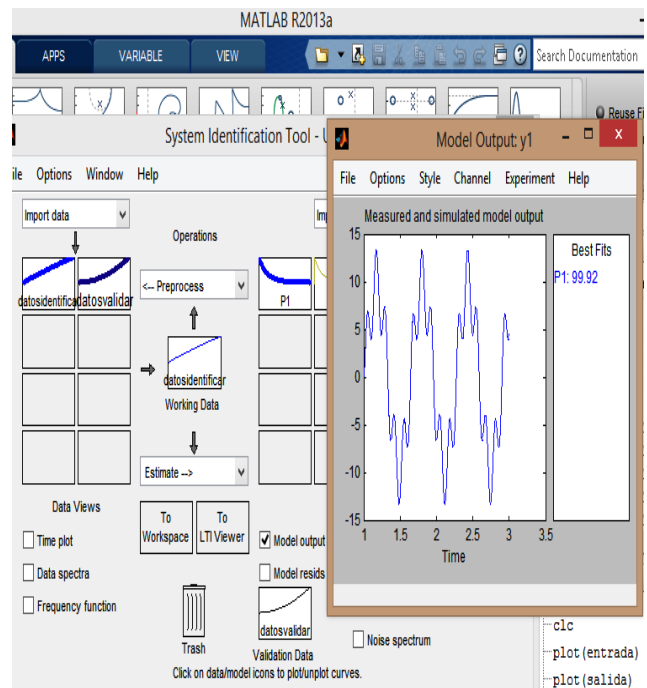 MATLAB R2013a
APPS VARIABLE VIEW
Search Documentation
Reuse Fi
System Identification Tool - U
ile Options Window Help
Import data
Operations
Im
<-- Preprocess
datosidentifica
datosvalidar
P1
datosidentificar
Working Data
Estimate -->
Data Views
To Workspace
To LTI Viewer
Time plot
Data spectra
Frequency function
Model output
Model resids
Trash
datosvalidar
Validation Data
Noise spectrum
Click on data/model icons to plot/unplot curves.
Model Output: y1
File Options Style Channel Experiment Help
Measured and simulated model output
15
10
5
0
-5
-10
-15
1 1.5 2 2.5 3 3.5
Time
Best Fits
P1: 99.92
clc
plot(entrada)
plot(salida)